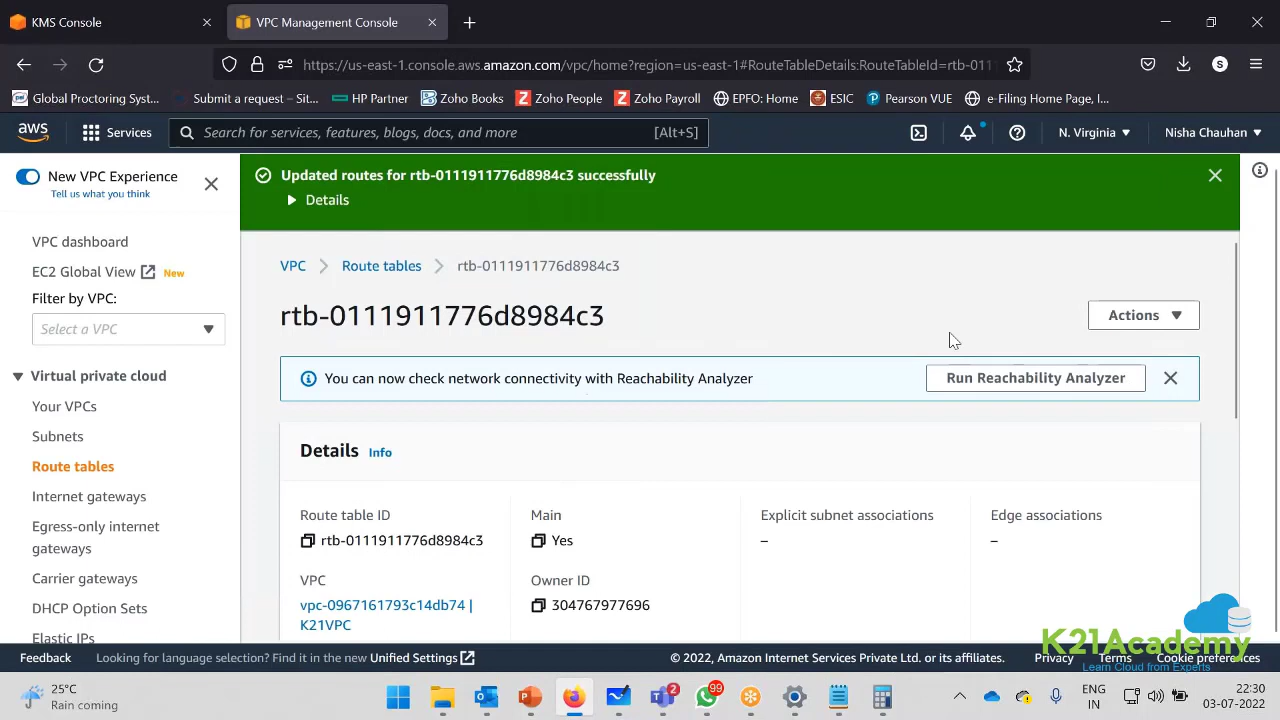 KMS Console
VPC Management Console
https://us-east-1.console.aws.amazon.com/vpc/home?region=us-east-1#RouteTableDetails:RouteTableId=rtb-0111
Global Proctoring Syst...
Submit a request – Sti...
HP Partner
Zoho Books
Zoho People
Zoho Payroll
EPFO: Home
ESIC
Pearson VUE
e-Filing Home Page, I...
aws
Services
Search for services, features, blogs, docs, and more
[Alt+S]
N. Virginia
Nisha Chauhan
New VPC Experience
Tell us what you think
VPC dashboard
EC2 Global View New
Filter by VPC:
Select a VPC
Virtual private cloud
Your VPCs
Subnets
Route tables
Internet gateways
Egress-only internet
gateways
Carrier gateways
DHCP Option Sets
Elastic IPs
Updated routes for rtb-0111911776d8984c3 successfully
Details
VPC > Route tables > rtb-0111911776d8984c3
rtb-0111911776d8984c3
Actions
You can now check network connectivity with Reachability Analyzer
Run Reachability Analyzer
Details Info
Route table ID
rtb-0111911776d8984c3
Main
Yes
Explicit subnet associations
–
Edge associations
–
VPC
vpc-0967161793c14db74 |
K21VPC
Owner ID
304767977696
K21Academy
Learn Cloud from Experts
Feedback
Looking for language selection? Find it in the new Unified Settings
© 2022, Amazon Internet Services Private Ltd. or its affiliates.
Privacy
Terms
Cookie preferences
25°C
Rain coming
2
99
ENG
IN
22:30
03-07-2022